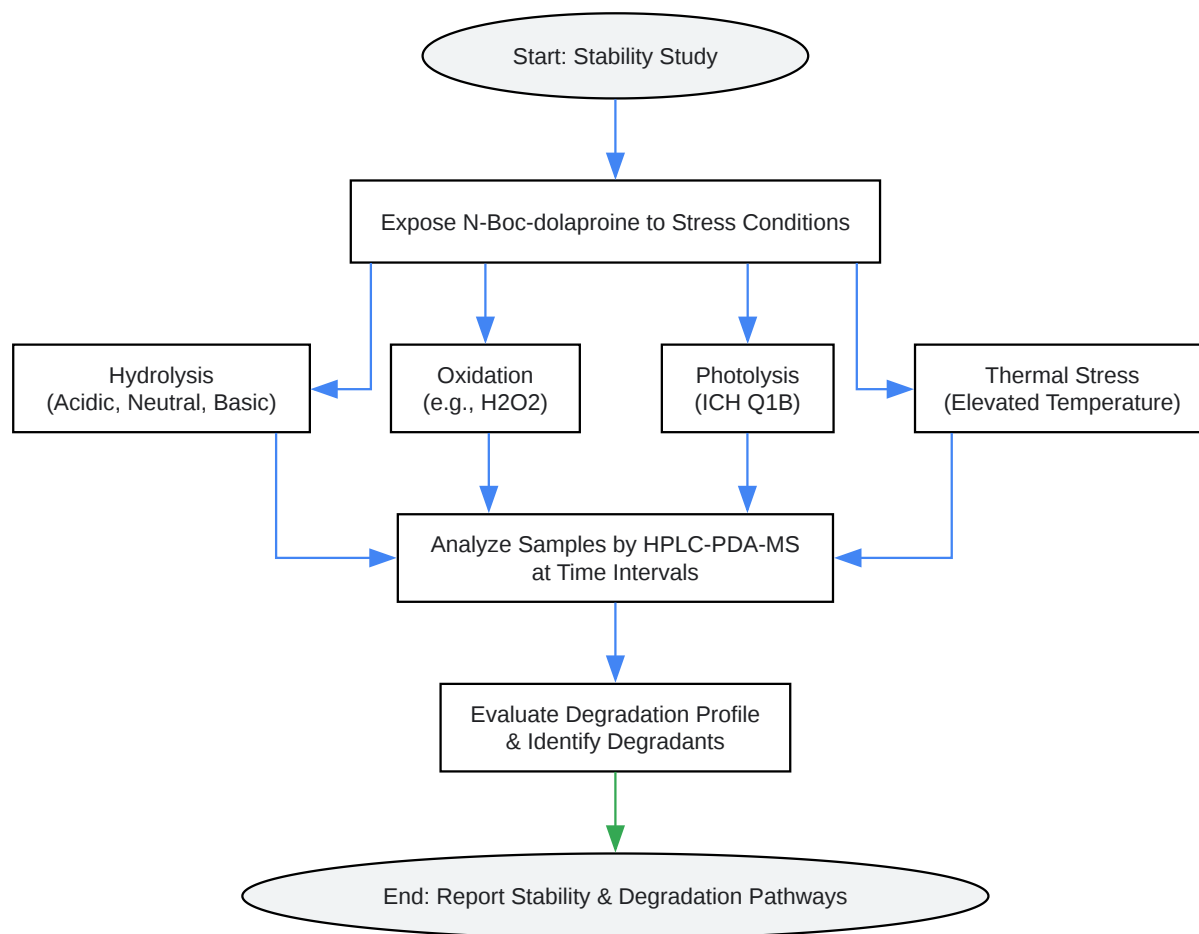 Start: Stability Study
Expose N-Boc-dolaproine to Stress Conditions
Hydrolysis
(Acidic, Neutral, Basic)
Oxidation
(e.g., H2O2)
Photolysis
(ICH Q1B)
Thermal Stress
(Elevated Temperature)
Analyze Samples by HPLC-PDA-MS
at Time Intervals
Evaluate Degradation Profile
& Identify Degradants
End: Report Stability & Degradation Pathways